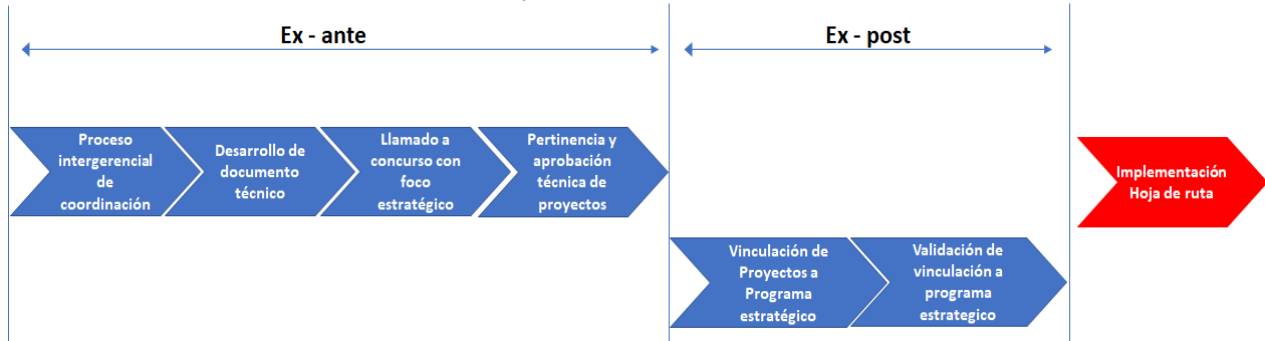 Ex - ante
Ex - post
Proceso
intergerencial
de
coordinación
Desarrollo de
documento
técnico
Llamado a
concurso con
foco
estratégico
Pertinencia y
aprobación
técnica de
proyectos
Implementación
Hoja de ruta
Vinculación de
Proyectos a
Programa
estratégico
Validación de
vinculación a
programa
estrategico